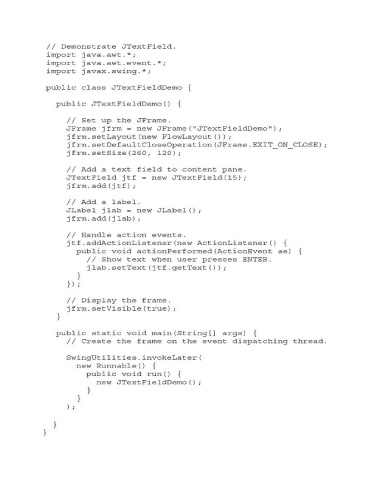 // Demonstrate JTextField.
import java.awt.*;
import java.awt.event.*;
import javax.swing.*;
public class JTextFieldDemo {
public JTextFieldDemo() {
// Set up the JFrame.
JFrame jfrm = new JFrame("JTextFieldDemo");
jfrm.setLayout(new FlowLayout());
jfrm.setDefaultCloseOperation(JFrame.EXIT_ON_CLOSE);
jfrm.setSize(260, 120);
// Add a text field to content pane.
JTextField jtf = new JTextField(15);
jfrm.add(jtf);
// Add a label.
JLabel jlab = new JLabel();
jfrm.add(jlab);
// Handle action events.
jtf.addActionListener(new ActionListener() {
public void actionPerformed(ActionEvent ae) {
// Show text when user presses ENTER.
jlab.setText(jtf.getText());
}
});
// Display the frame.
jfrm.setVisible(true);
}
public static void main(String[] args) {
// Create the frame on the event dispatching thread.
SwingUtilities.invokeLater(
new Runnable() {
public void run() {
new JTextFieldDemo();
}
}
);
}
}